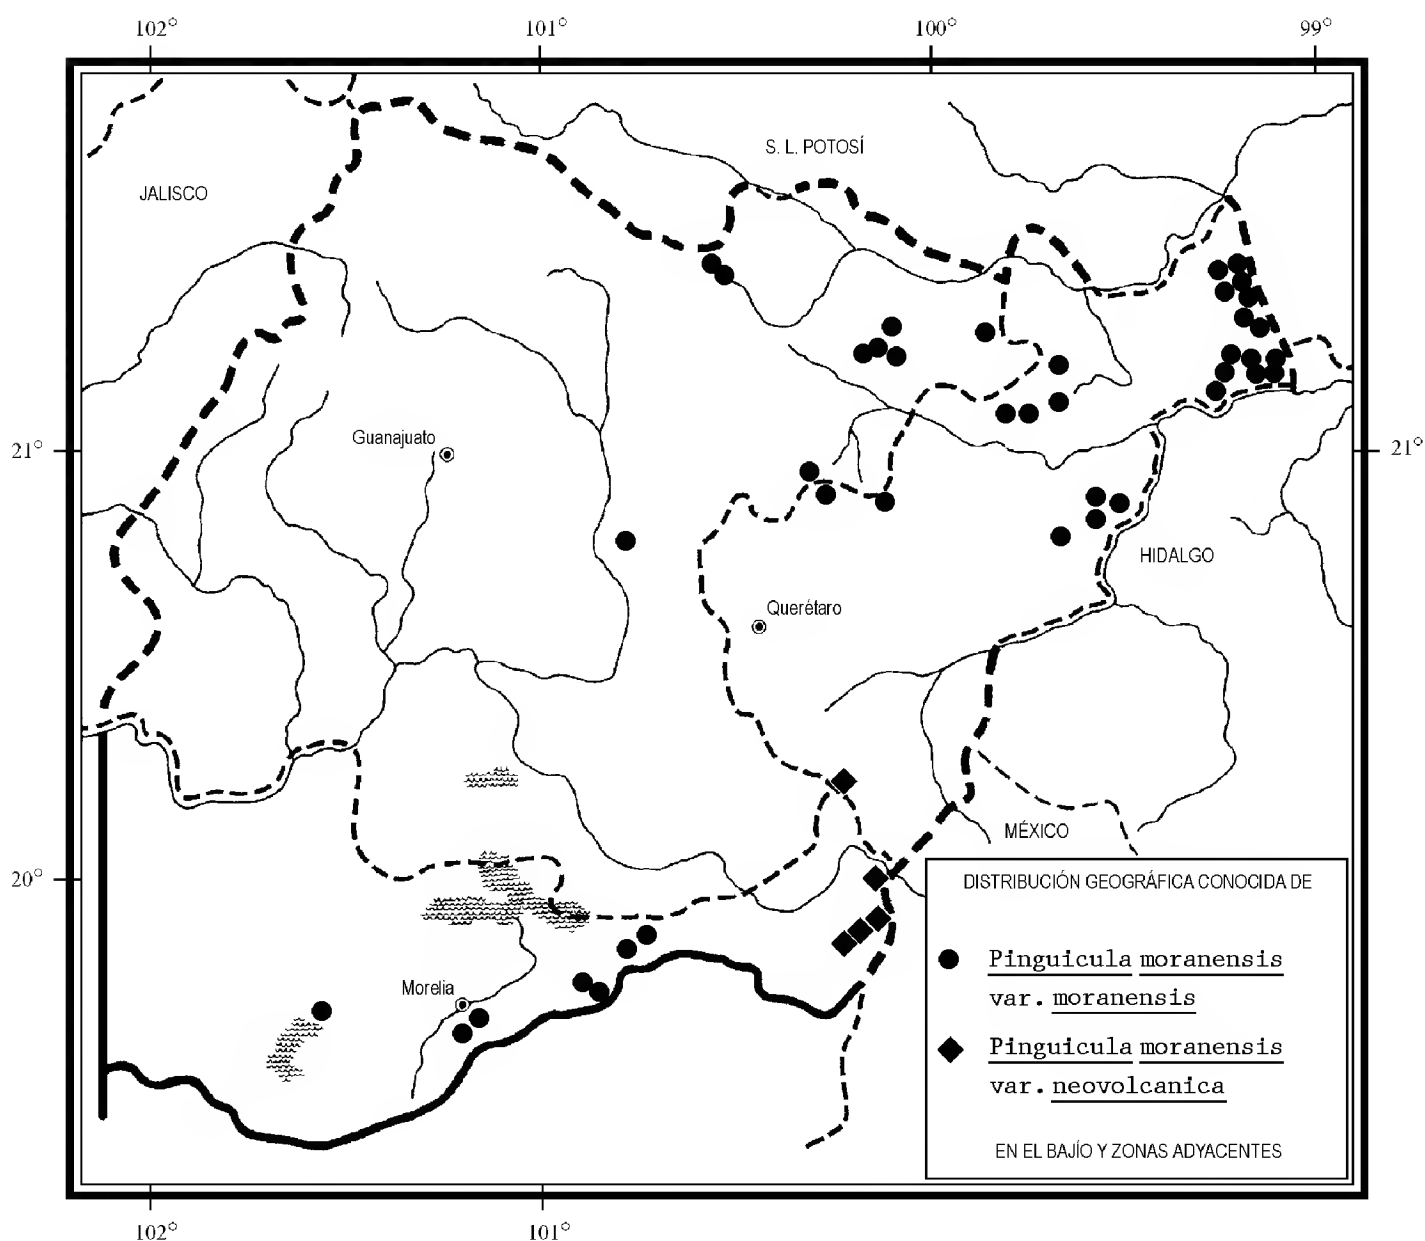 102° 101° 100° 99°
S. L. POTOSÍ
JALISCO
Guanajuato
21° 21°
HIDALGO
Querétaro
MÉXICO
20°
DISTRIBUCIÓN GEOGRÁFICA CONOCIDA DE
Pinguicula moranensis
var. moranensis
Morelia
Pinguicula moranensis
var. neovolcanica
EN EL BAJÍO Y ZONAS ADYACENTES
102° 101°